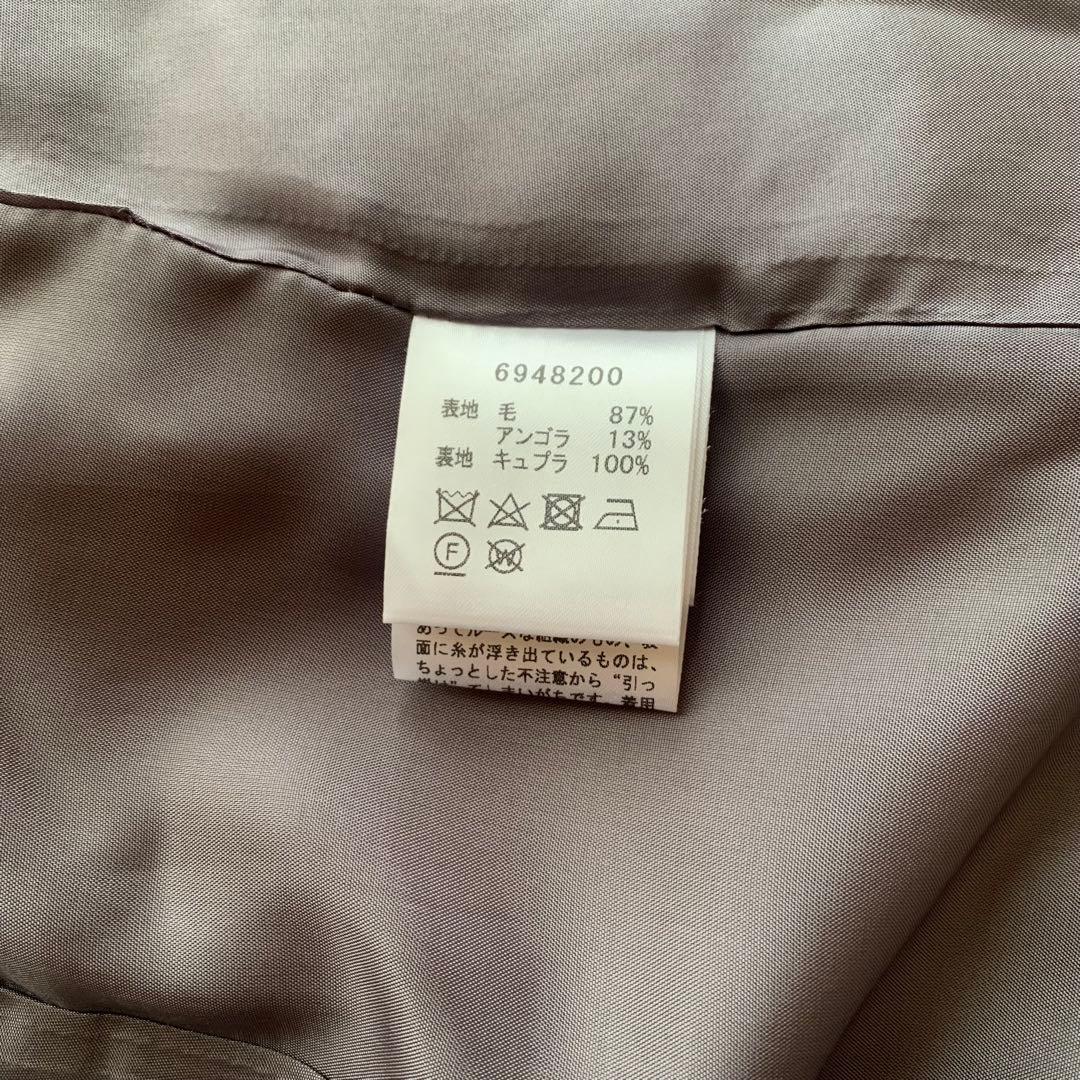 6948200
表地 毛 87%
アンゴラ 13%
裏地 キュプラ 100%
F W
面に糸が浮き出ているものは、
ちょっとした不注意から“引っ